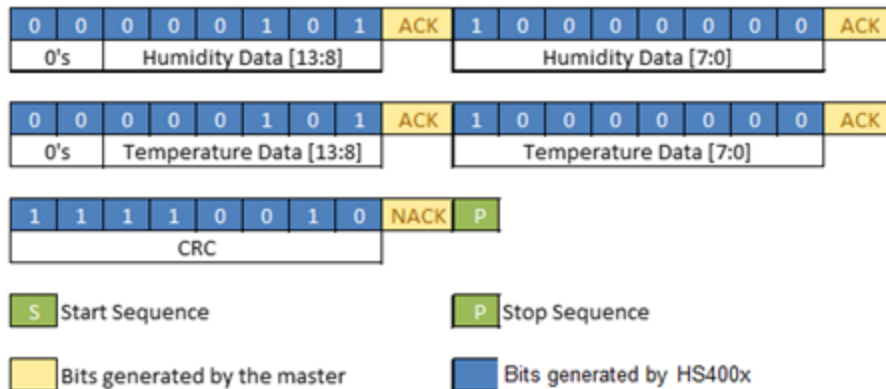 0 0 0 0 0 1 0 1 ACK 1 0 0 0 0 0 0 0 ACK
0's Humidity Data [13:8] Humidity Data [7:0]
0 0 0 0 0 1 0 1 ACK 1 0 0 0 0 0 0 0 ACK
0's Temperature Data [13:8] Temperature Data [7:0]
1 1 1 1 0 0 1 0 NACK P
CRC
S Start Sequence P Stop Sequence
Bits generated by the master Bits generated by HS400x